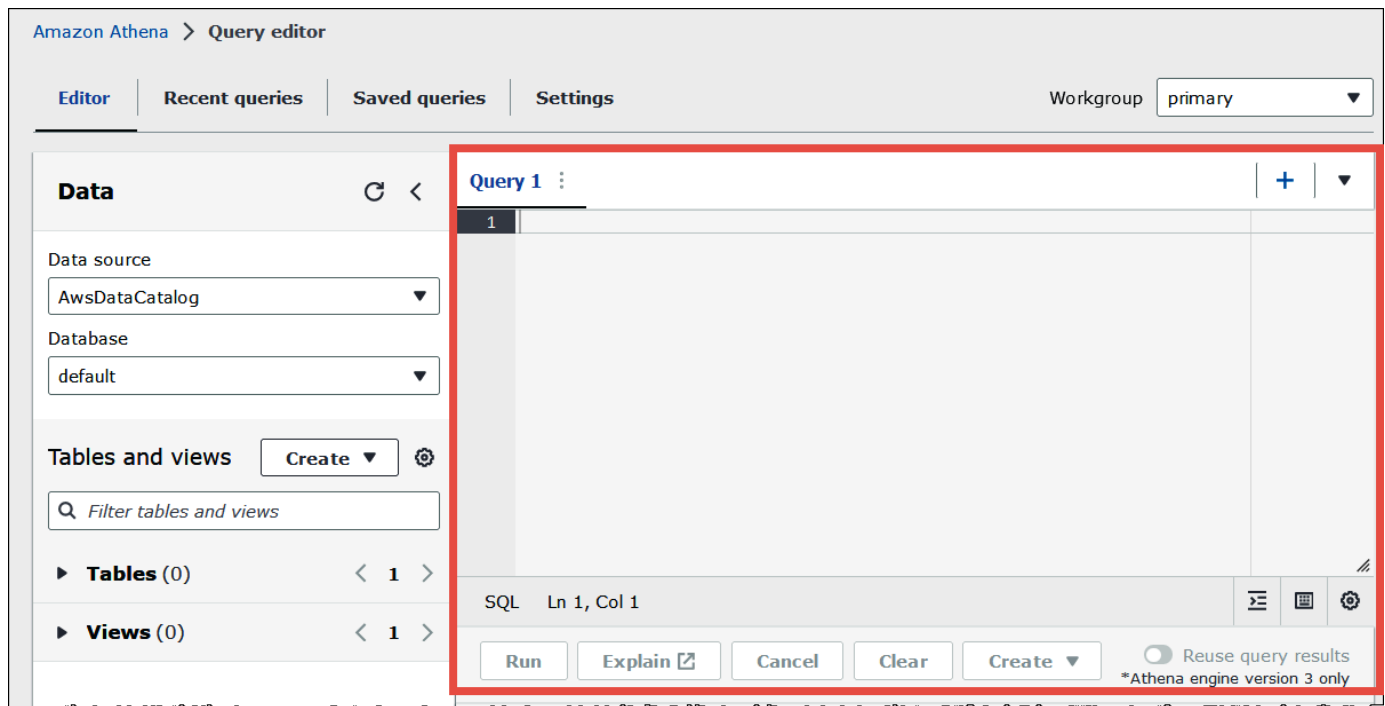 Amazon Athena > Query editor
Editor Recent queries Saved queries Settings Workgroup primary
Data
Data source
AwsDataCatalog
Database
default
Tables and views Create
Filter tables and views
Tables (0) < 1 >
Views (0) < 1 >
Query 1
1
SQL Ln 1, Col 1
Run Explain Cancel Clear Create Reuse query results
*Athena engine version 3 only